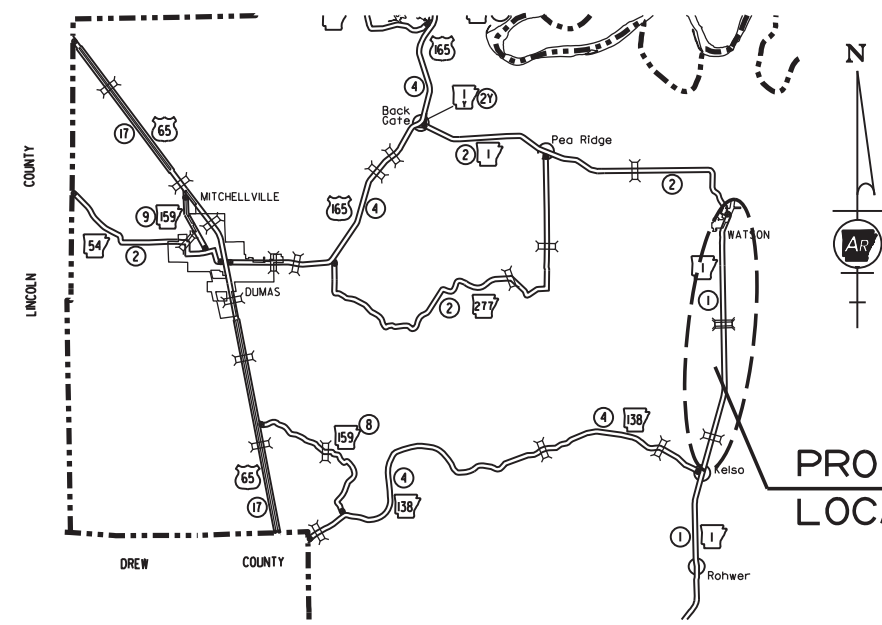 165
N
4
1
Y
2Y
Back
Gate
65
17
Pea Ridge
2
1
COUNTY
2
MITCHELLVILLE
9
159
165
4
54
2
WATSON
AR
1
LINCOLN
DUMAS
1
2
277
4
138
159
8
PRO
Kelso
65
4
LOC
17
138
1
1
DREW
COUNTY
Rohwer